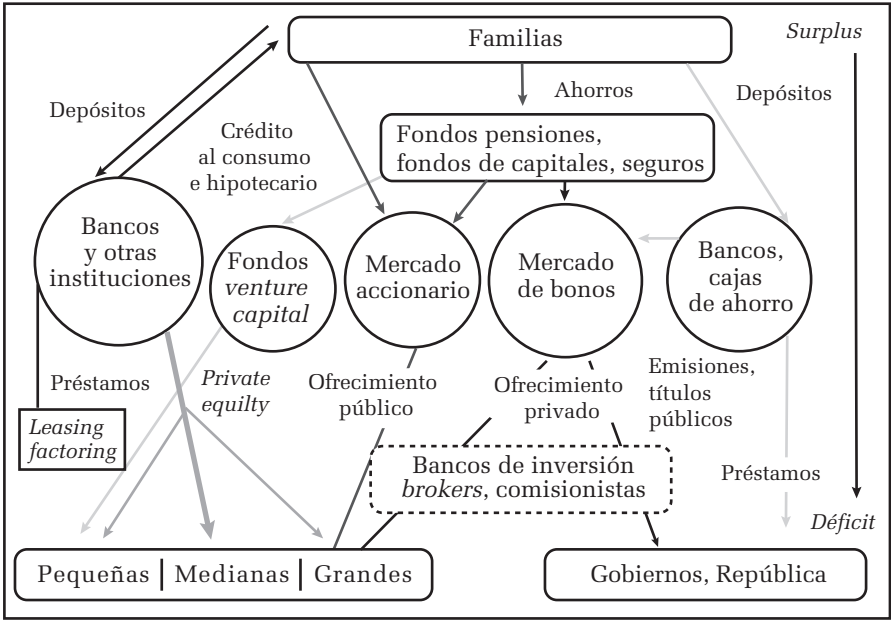 Familias
Surplus
Depósitos
Ahorros
Depósitos
Crédito
al consumo
e hipotecario
Fondos pensiones,
fondos de capitales, seguros
Bancos
y otras
instituciones
Fondos
venture
capital
Mercado
accionario
Mercado
de bonos
Bancos,
cajas
de ahorro
Préstamos
Private
equilty
Ofrecimiento
público
Ofrecimiento
privado
Emisiones,
títulos
públicos
Leasing
factoring
Bancos de inversión
brokers, comisionistas
Préstamos
Déficit
Pequeñas | Medianas | Grandes
Gobiernos, República